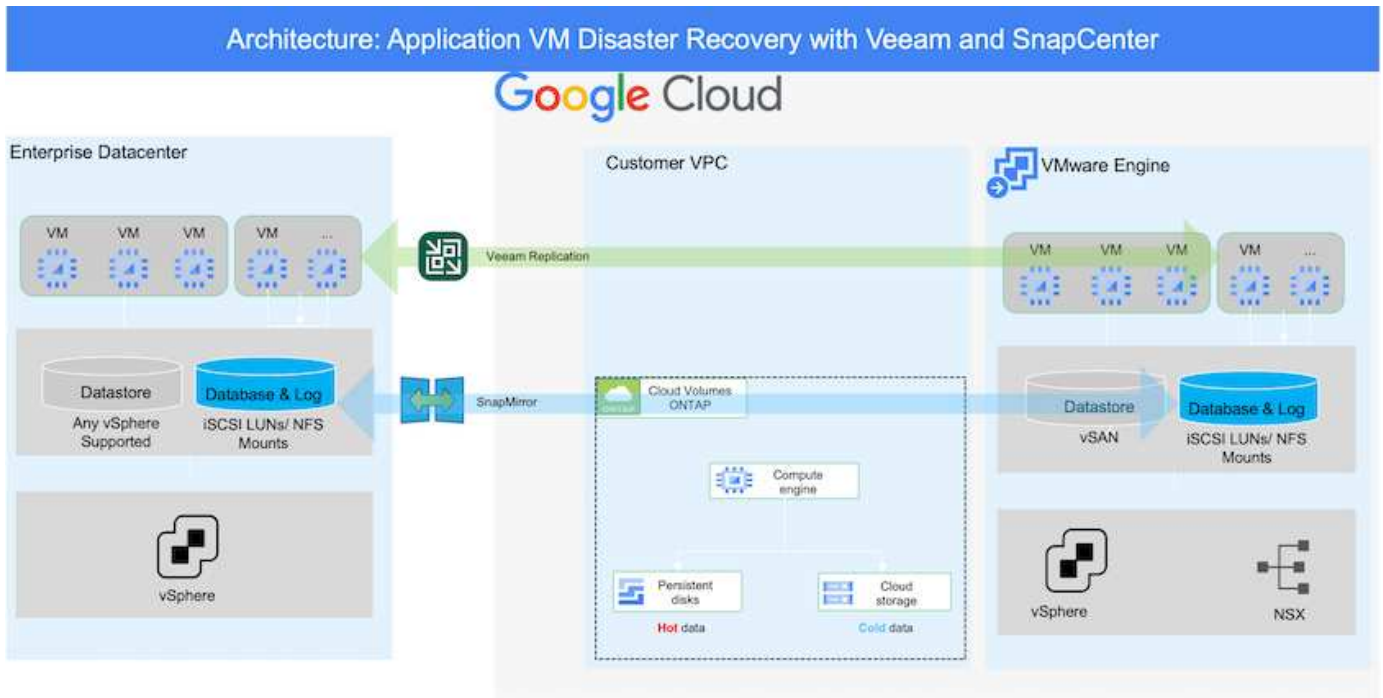 Architecture: Application VM Disaster Recovery with Veeam and SnapCenter
Google Cloud
Enterprise Datacenter
VM
VM
VM
VM
...
Datastore
Any vSphere
Supported
Database & Log
iSCSI LUNs/ NFS
Mounts
vSphere
Veeam Replication
SnapMirror
Customer VPC
Cloud Volumes
ONTAP
ONTAP
Compute
engine
Persistent
disks
Hot data
Cloud
storage
Cold data
VMware Engine
VM
VM
VM
VM
...
Datastore
vSAN
Database & Log
iSCSI LUNs/ NFS
Mounts
vSphere
NSX